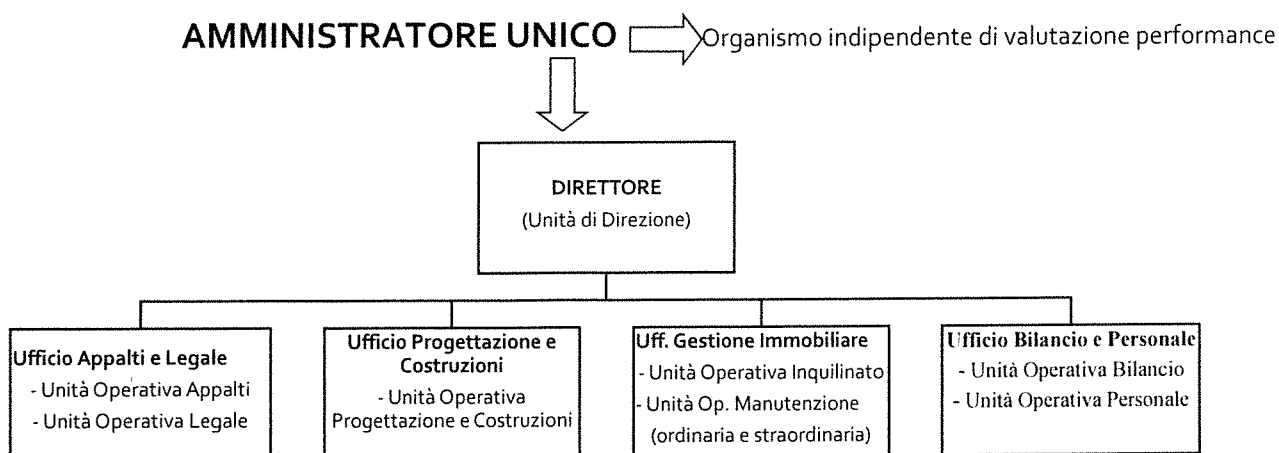 AMMINISTRATORE UNICO
Organismo indipendente di valutazione performance
DIRETTORE
(Unità di Direzione)
Ufficio Appalti e Legale
- Unità Operativa Appalti
- Unità Operativa Legale
Ufficio Progettazione e
Costruzioni
- Unità Operativa
Progettazione e Costruzioni
Uff. Gestione Immobiliare
- Unità Operativa Inquilinato
- Unità Op. Manutenzione
(ordinaria e straordinaria)
Ufficio Bilancio e Personale
- Unità Operativa Bilancio
- Unità Operativa Personale